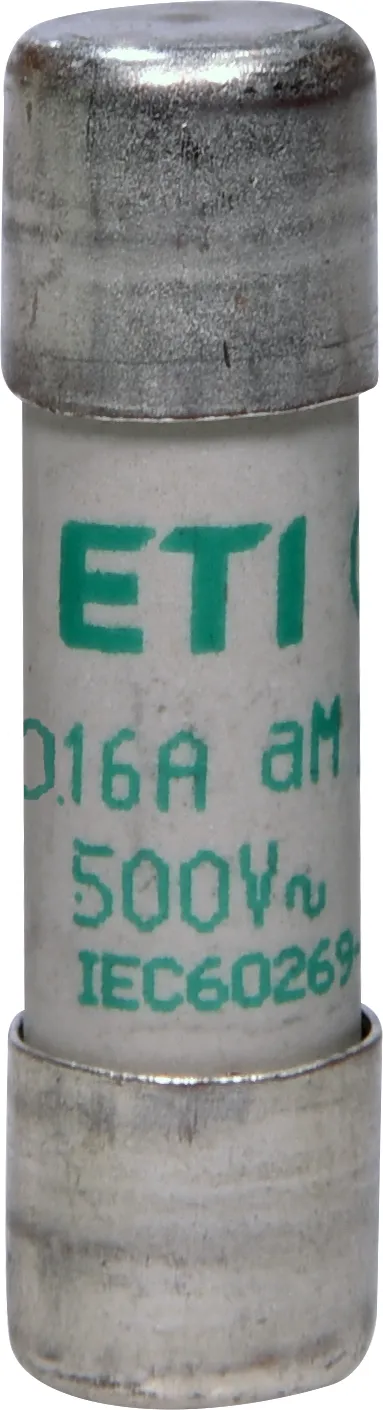 ETI
0.16A aM
500V~
IEC60269-